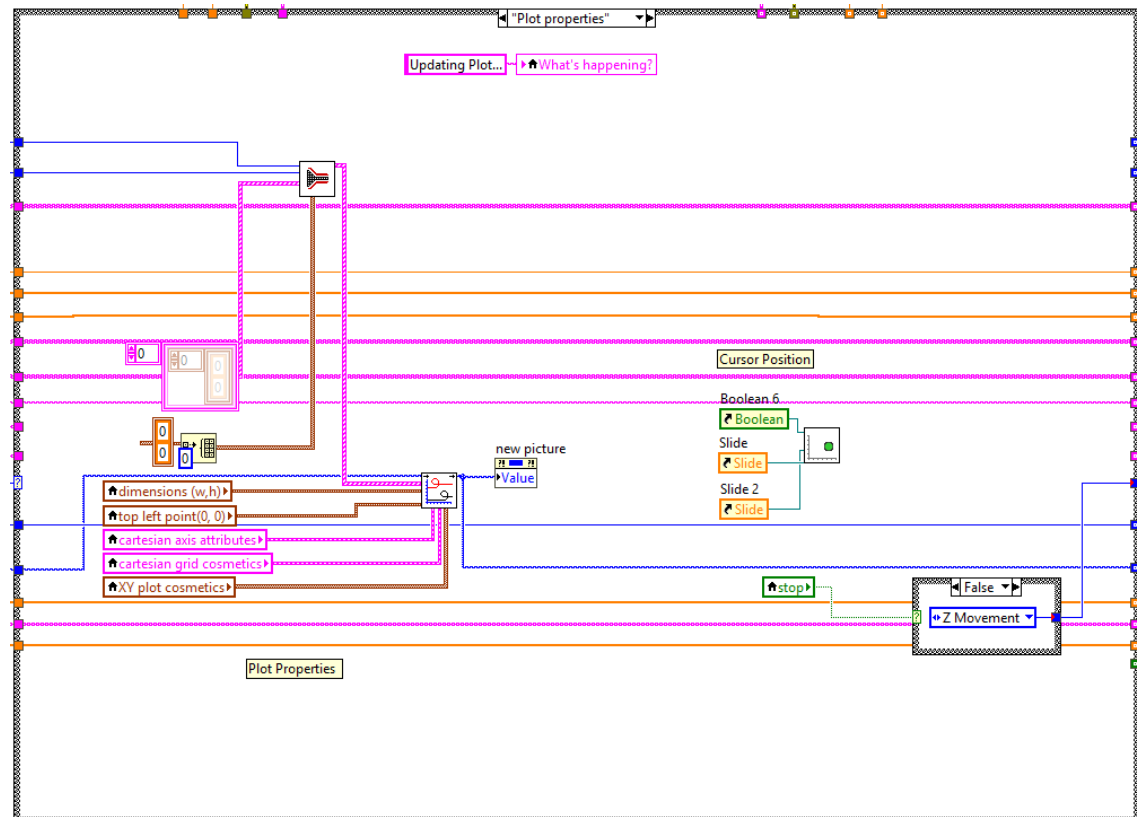 "Plot properties"
Updating Plot...
What's happening?
0
0
0
0
Cursor Position
Boolean 6
Boolean
Slide
Slide
Slide 2
Slide
0
0
0
new picture
Value
dimensions (w,h)
top left point(0, 0)
cartesian axis attributes
cartesian grid cosmetics
XY plot cosmetics
stop
False
Z Movement
Plot Properties